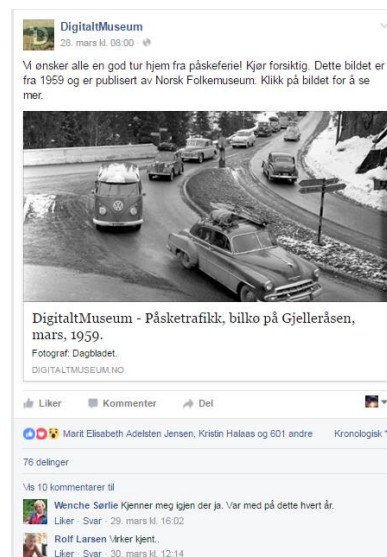 DigitaltMuseum
28. mars kl. 08:00 ·
Vi ønsker alle en god tur hjem fra påskeferie! Kjør forsiktig. Dette bildet er
fra 1959 og er publisert av Norsk Folkemuseum. Klikk på bildet for å se
mer.
DigitaltMuseum - Påsketrafikk, bilkø på Gjelleråsen,
mars, 1959.
Fotograf: Dagbladet.
DIGITALTMUSEUM.NO
Liker Kommenter Del
Marit Elisabeth Adelsten Jensen, Kristin Halaas og 601 andre Kronologisk
76 delinger
Vis 10 kommentarer til
Wenche Sørlie Kjenner meg igjen der ja. Var med på dette hvert år.
Liker · Svar · 29. mars kl. 16:02
Rolf Larsen Virker kjent..
Liker · Svar · 30. mars kl. 12:14